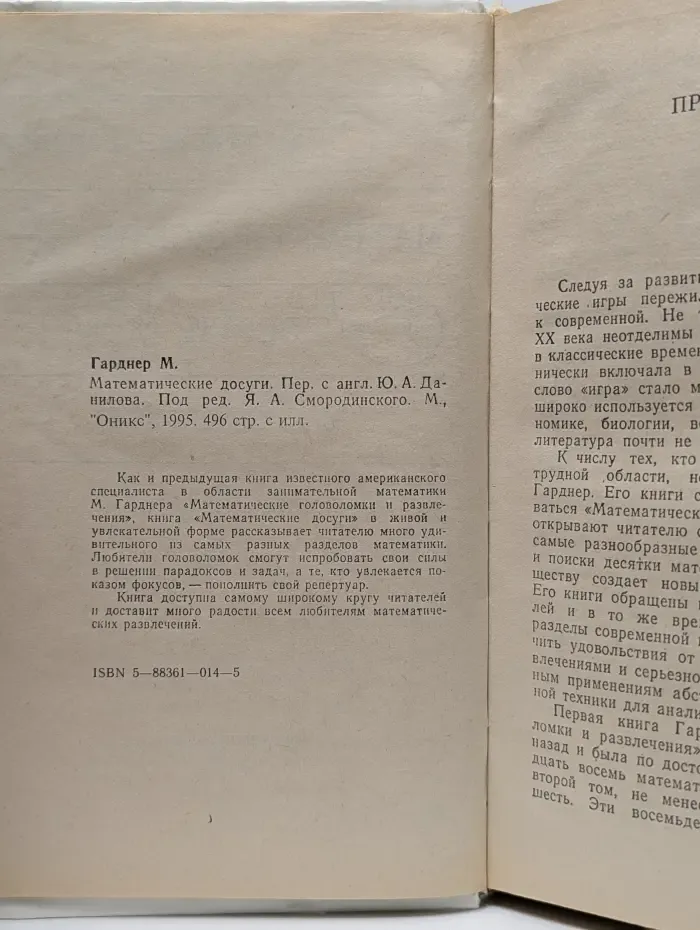 Гарднер М.
Математические досуги. Пер. с англ. Ю. А. Да-
нилова. Под ред. Я. А. Смородинского. М.,
"Оникс", 1995. 496 стр. с илл.
Как и предыдущая книга известного американского
специалиста в области занимательной математики
М. Гарднера «Математические головоломки и развле-
чения», книга «Математические досуги» в живой и
увлекательной форме рассказывает читателю много уди-
вительного из самых разных разделов математики.
Любители головоломок смогут испробовать свои силы
в решении парадоксов и задач, а те, кто увлекается по-
казом фокусов, — пополнить свой репертуар.
Книга доступна самому широкому кругу читателей
и доставит много радости всем любителям математиче-
ских развлечений.
ISBN 5—88361—014—5
ПР
Следуя за развит
ческие игры пережи
к современной. Не
XX века неотделимы
в классические времен
нически включала в
слово «игра» стало м
широко используется
номике, биологии, в
литература почти не
К числу тех, кто
трудной области, н
Гарднер. Его книги с
ваться «Математичес
открывают читателю
самые разнообразные
и поиски десятки мат
ществу создает новы
Его книги обращены
лей и в то же вре
разделы современной
чить удовольствия от
влечениями и серьезно
ным применениям абс
ной техники для анали
Первая книга Гар
ломки и развлечения»
назад и была по досто
дцать восемь математ
второй том, не мене
шесть. Эти восемьде